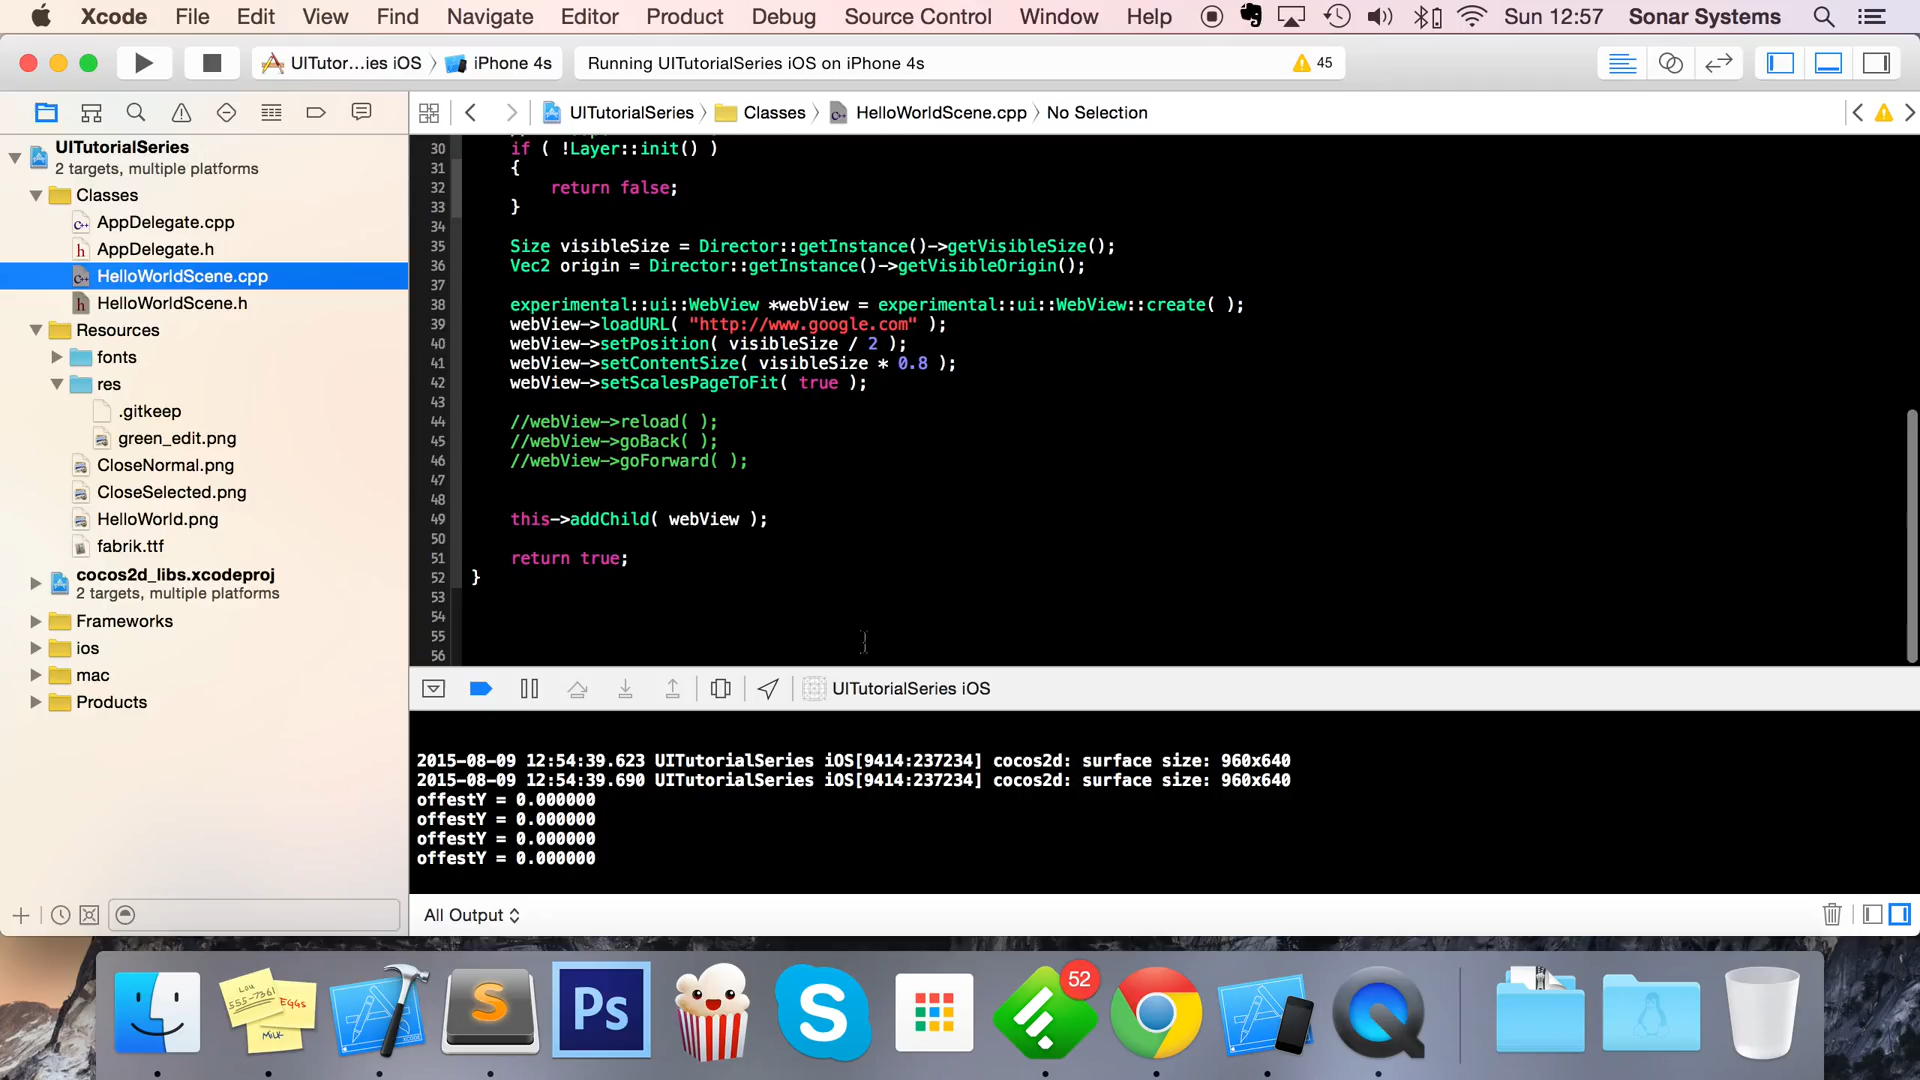 Xcode File Edit View Find Navigate Editor Product Debug Source Control Window Help Sun 12:57 Sonar Systems
UITutor...ies iOS iPhone 4s Running UITutorialSeries iOS on iPhone 4s 45
UITutorialSeries Classes HelloWorldScene.cpp No Selection
UITutorialSeries
2 targets, multiple platforms
Classes
AppDelegate.cpp
AppDelegate.h
HelloWorldScene.cpp
HelloWorldScene.h
Resources
fonts
res
.gitkeep
green_edit.png
CloseNormal.png
CloseSelected.png
HelloWorld.png
fabrik.ttf
cocos2d_libs.xcodeproj
2 targets, multiple platforms
Frameworks
ios
mac
Products
30 if ( !Layer::init() )
31 {
32 return false;
33 }
34
35 Size visibleSize = Director::getInstance()->getVisibleSize();
36 Vec2 origin = Director::getInstance()->getVisibleOrigin();
37
38 experimental::ui::WebView *webView = experimental::ui::WebView::create( );
39 webView->loadURL( "http://www.google.com" );
40 webView->setPosition( visibleSize / 2 );
41 webView->setContentSize( visibleSize * 0.8 );
42 webView->setScalesPageToFit( true );
43
44 //webView->reload( );
45 //webView->goBack( );
46 //webView->goForward( );
47
48
49 this->addChild( webView );
50
51 return true;
52 }
53
54
55
56
UITutorialSeries iOS
2015-08-09 12:54:39.623 UITutorialSeries iOS[9414:237234] cocos2d: surface size: 960x640
2015-08-09 12:54:39.690 UITutorialSeries iOS[9414:237234] cocos2d: surface size: 960x640
offestY = 0.000000
offestY = 0.000000
offestY = 0.000000
offestY = 0.000000
All Output
Lou
555-7361
EGGS
MILK
S
Ps
S
52